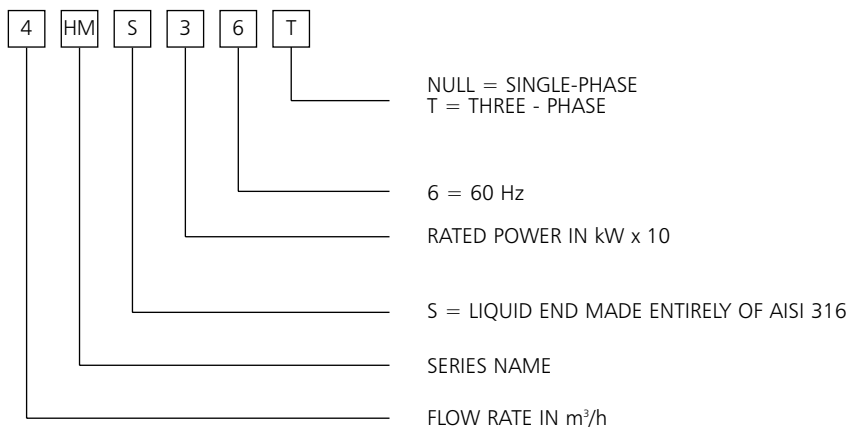 4 HM S 3 6 T
NULL = SINGLE-PHASE
T = THREE - PHASE
6 = 60 Hz
RATED POWER IN kW x 10
S = LIQUID END MADE ENTIRELY OF AISI 316
SERIES NAME
FLOW RATE IN m³/h